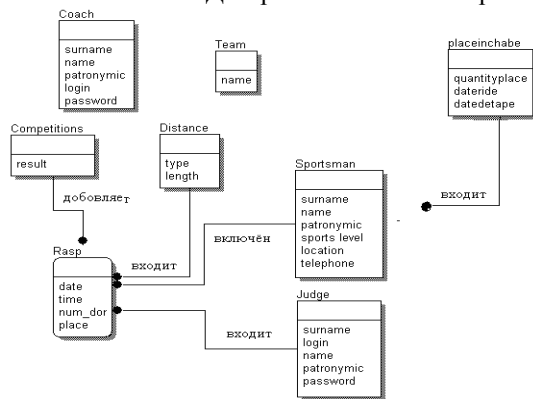 Coach
surname
name
patronymic
login
password
Team
name
placeinchabe
quantityplace
dateride
datedetape
Competitions
result
Distance
type
length
Sportsman
surname
name
patronymic
sports level
location
telephone
добовляет
входит
включён
входит
Rasp
date
time
num_dor
place
входит
Judge
surname
login
name
patronymic
password